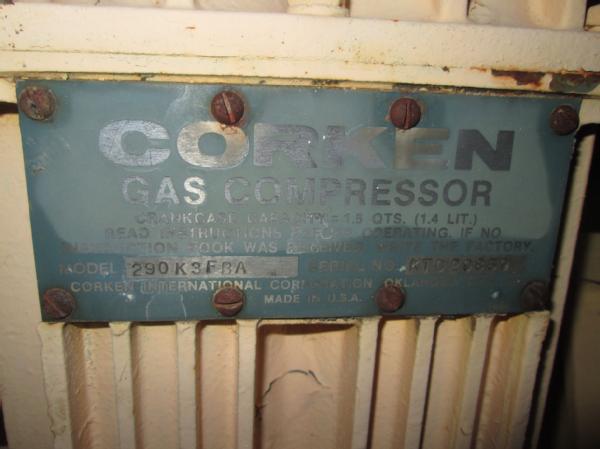 CORKEN
GAS COMPRESSOR
CRANKCASE CAPACITY = 1.5 QTS. (1.4 LIT.)
READ INSTRUCTIONS BEFORE OPERATING. IF NO
INSTRUCTION BOOK WAS RECEIVED WRITE THE FACTORY.
MODEL 290K3FBA SERIAL NO.
CORKEN INTERNATIONAL CORPORATION OKLAHOMA
MADE IN U.S.A.